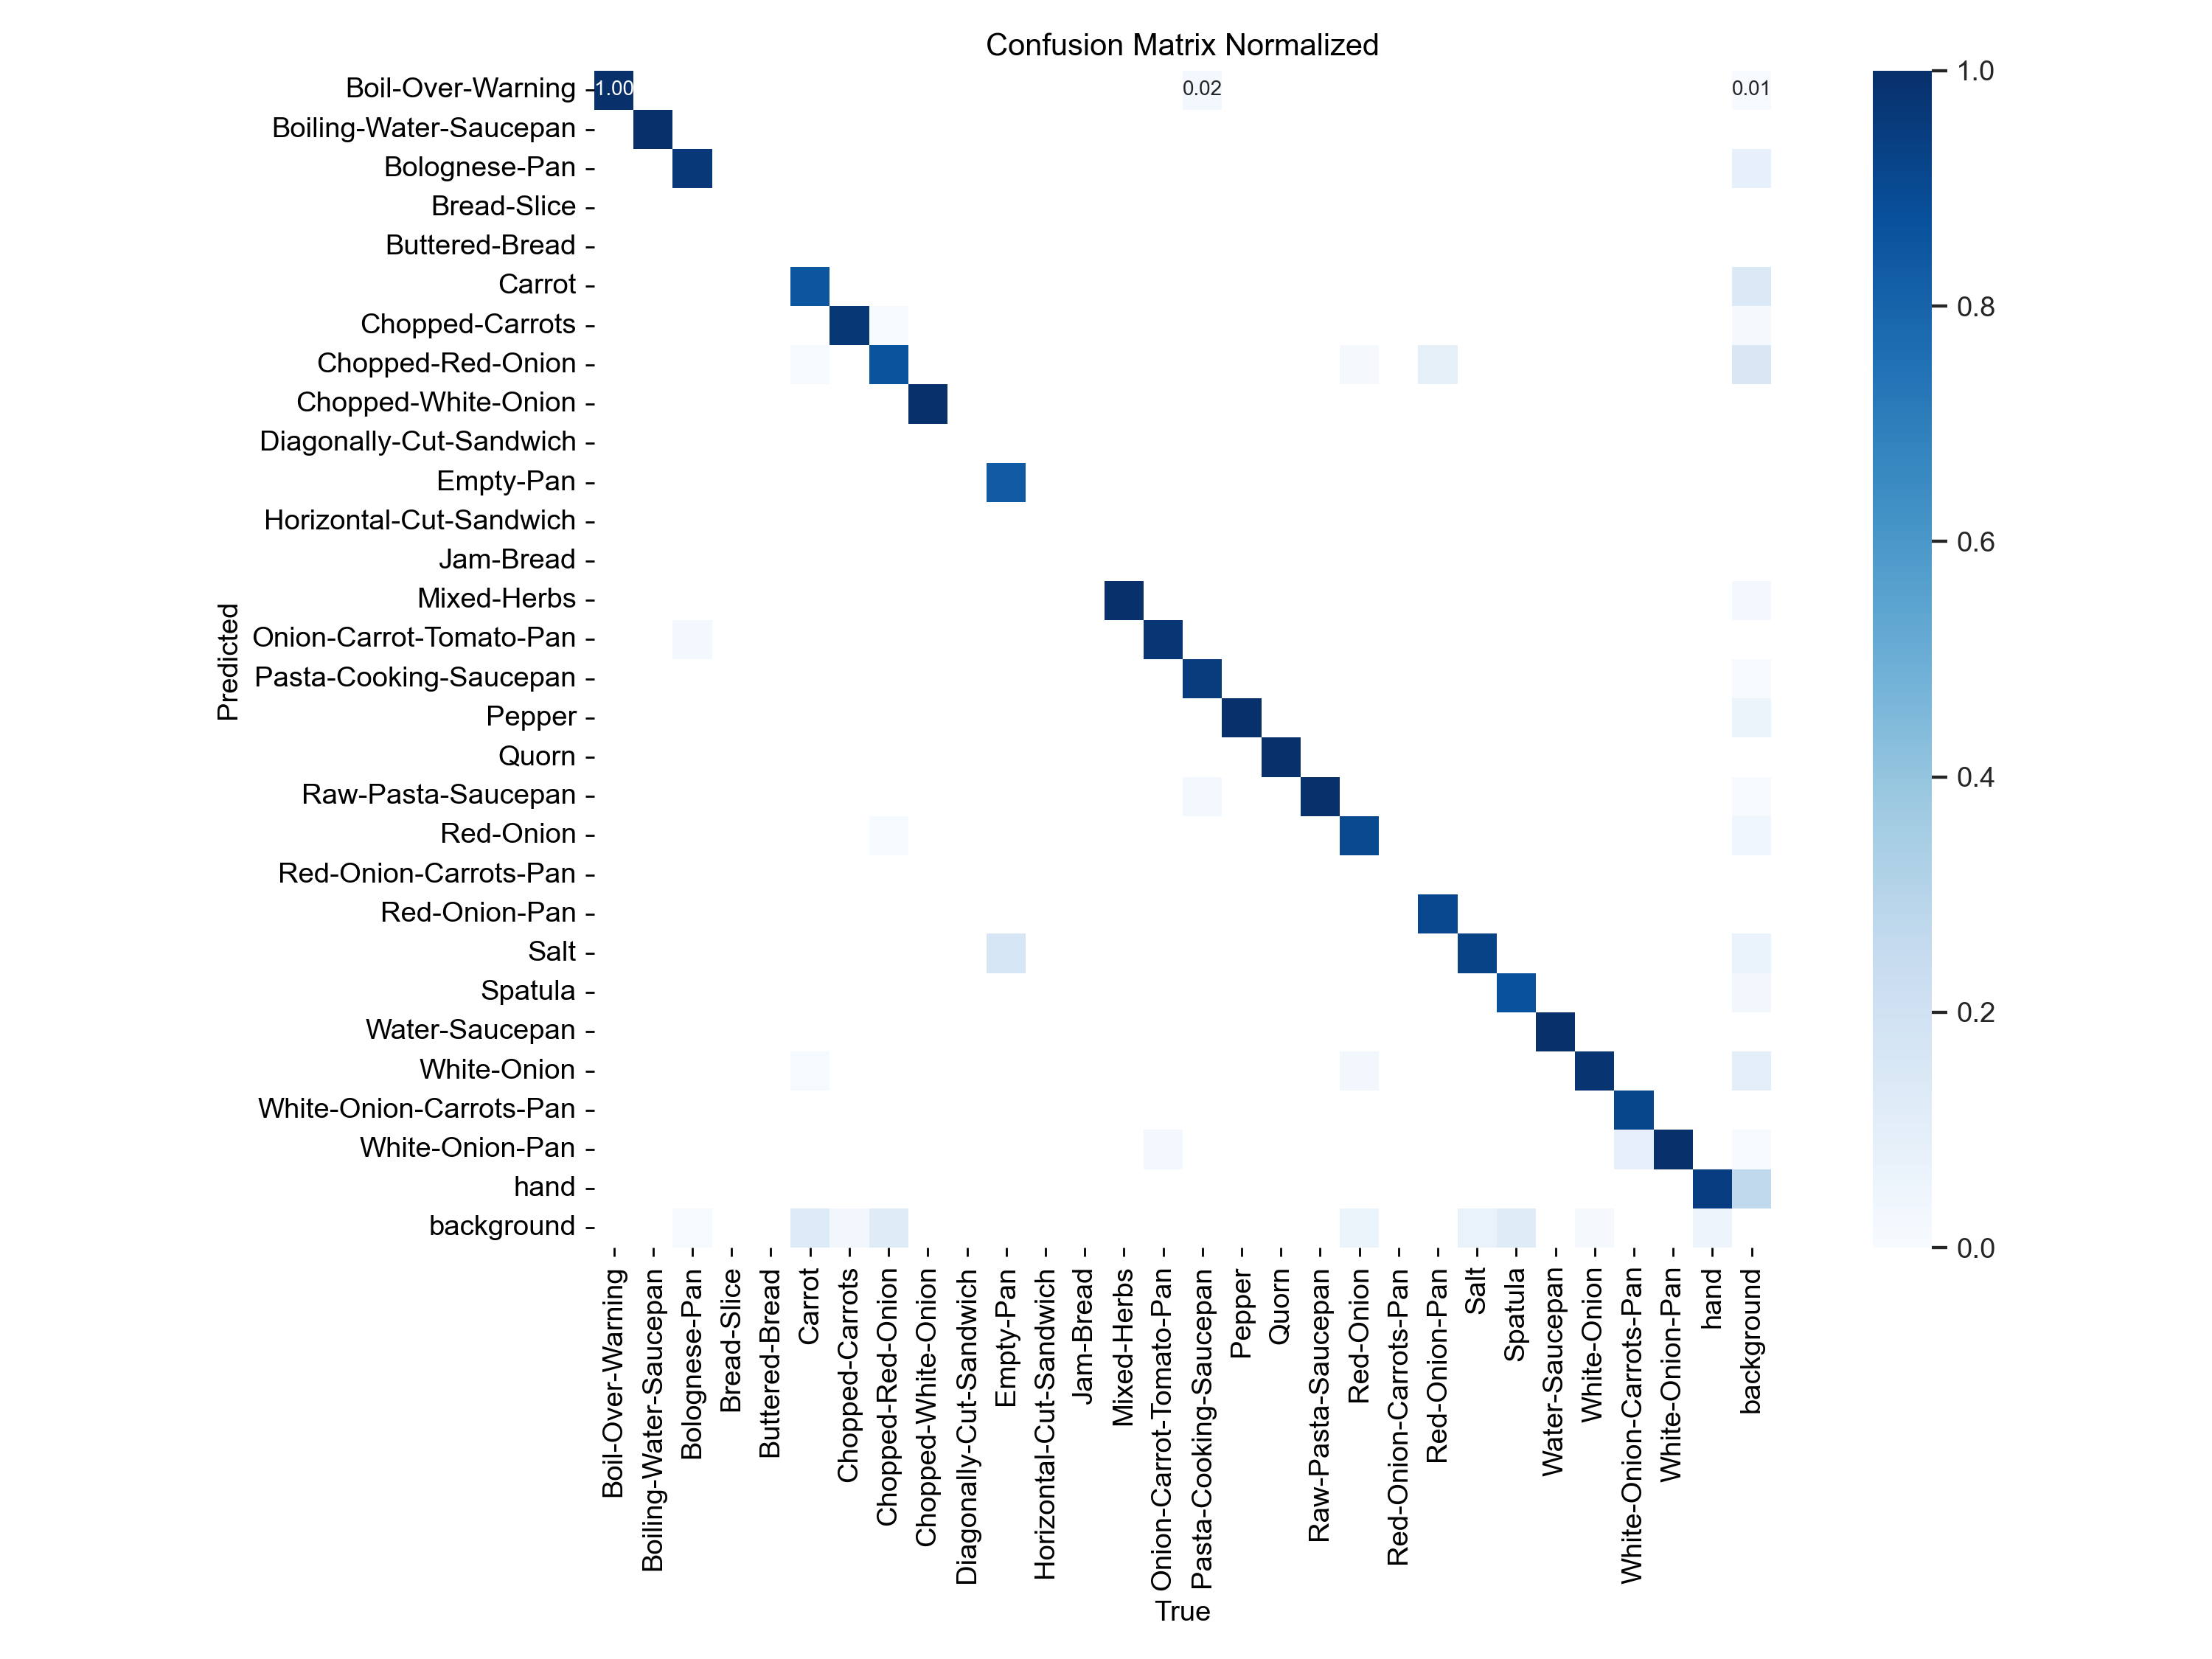 Confusion Matrix Normalized
Boil-Over-Warning
1.00
0.02
0.01
Boiling-Water-Saucepan
Bolognese-Pan
Bread-Slice
Buttered-Bread
Carrot
Chopped-Carrots
Chopped-Red-Onion
Chopped-White-Onion
Diagonally-Cut-Sandwich
Empty-Pan
Horizontal-Cut-Sandwich
Jam-Bread
Mixed-Herbs
Onion-Carrot-Tomato-Pan
Pasta-Cooking-Saucepan
Pepper
Quorn
Raw-Pasta-Saucepan
Red-Onion
Red-Onion-Carrots-Pan
Red-Onion-Pan
Salt
Spatula
Water-Saucepan
White-Onion
White-Onion-Carrots-Pan
White-Onion-Pan
hand
background
Predicted
Boil-Over-Warning
Boiling-Water-Saucepan
Bolognese-Pan
Bread-Slice
Buttered-Bread
Carrot
Chopped-Carrots
Chopped-Red-Onion
Chopped-White-Onion
Diagonally-Cut-Sandwich
Empty-Pan
Horizontal-Cut-Sandwich
Jam-Bread
Mixed-Herbs
Onion-Carrot-Tomato-Pan
Pasta-Cooking-Saucepan
Pepper
Quorn
Raw-Pasta-Saucepan
Red-Onion
Red-Onion-Carrots-Pan
Red-Onion-Pan
Salt
Spatula
Water-Saucepan
White-Onion
White-Onion-Carrots-Pan
White-Onion-Pan
hand
background
True
1.0
0.8
0.6
0.4
0.2
0.0